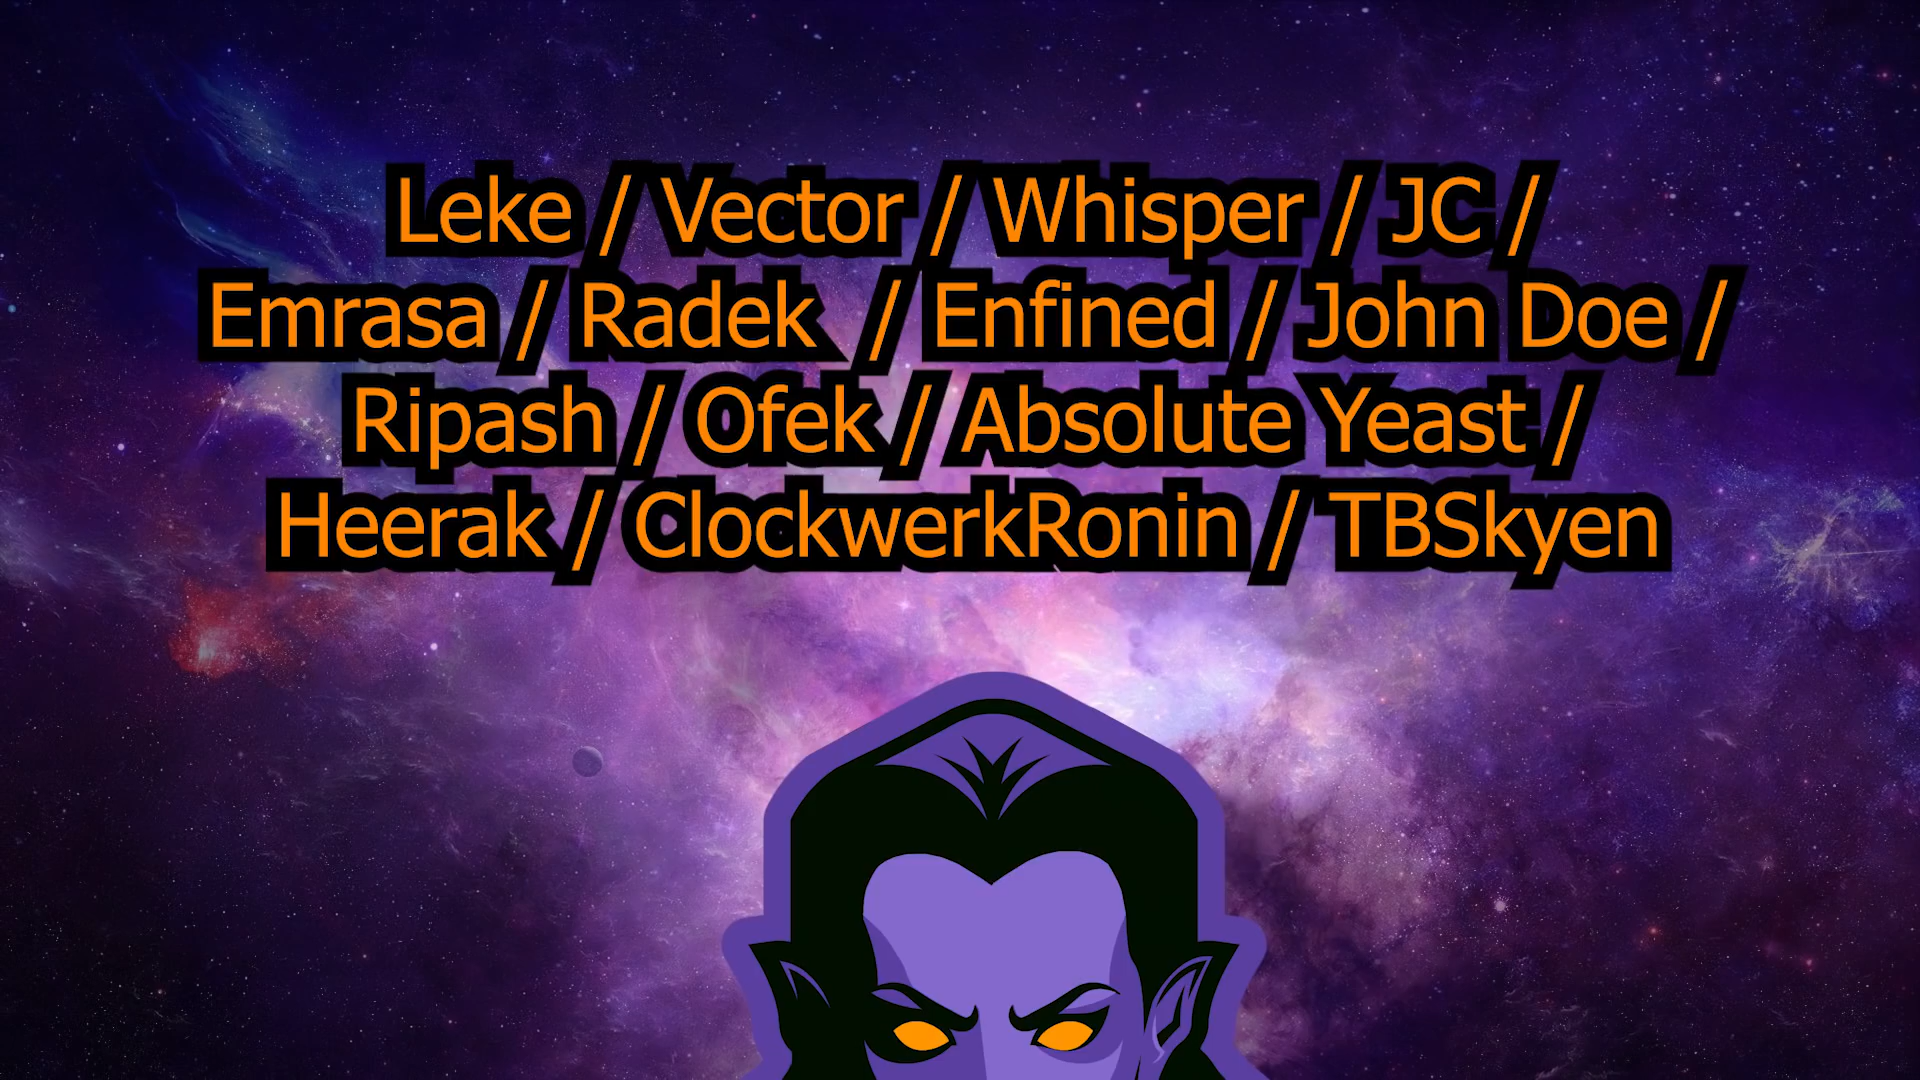 Leke / Vector / Whisper / JC /
Emrasa / Radek / Enfined / John Doe /
Ripash / Ofek / Absolute Yeast /
Heerak / ClockwerkRonin / TBSkyen